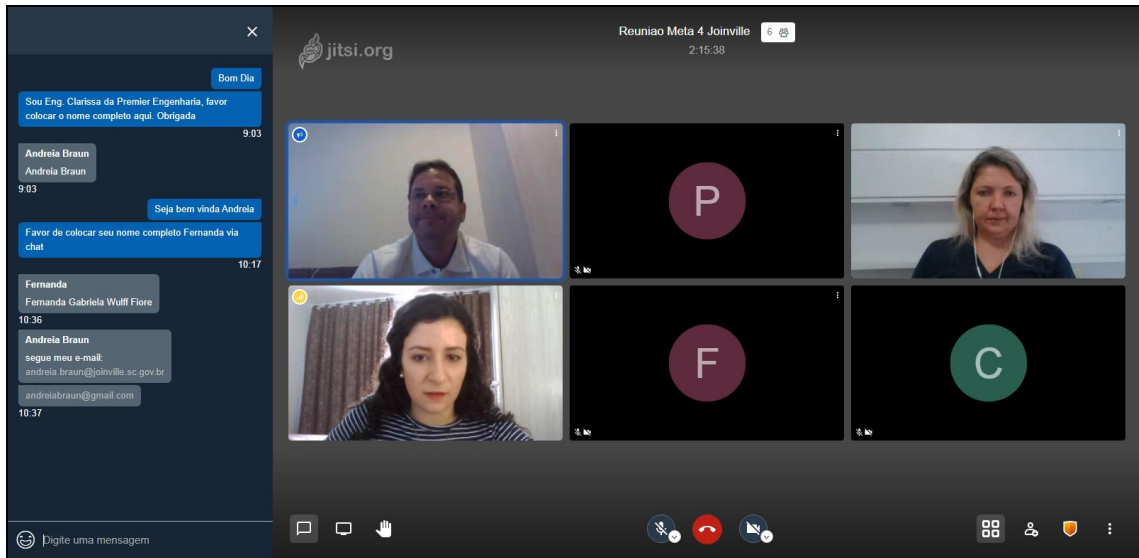 Bom Dia
Sou Eng. Clarissa da Premier Engenharia, favor
colocar o nome completo aqui. Obrigada
9:03
Andreia Braun
Andreia Braun
9:03
Seja bem vinda Andreia
Favor de colocar seu nome completo Fernanda via
chat
10:17
Fernanda
Fernanda Gabriela Wulff Fiore
10:36
Andreia Braun
segue meu e-mail:
andreia.braun@joinville.sc.gov.br
andreiabraun@gmail.com
10:37
Digite uma mensagem
jitsi.org
Reuniao Meta 4 Joinville 6
2:15:38
P
F
C